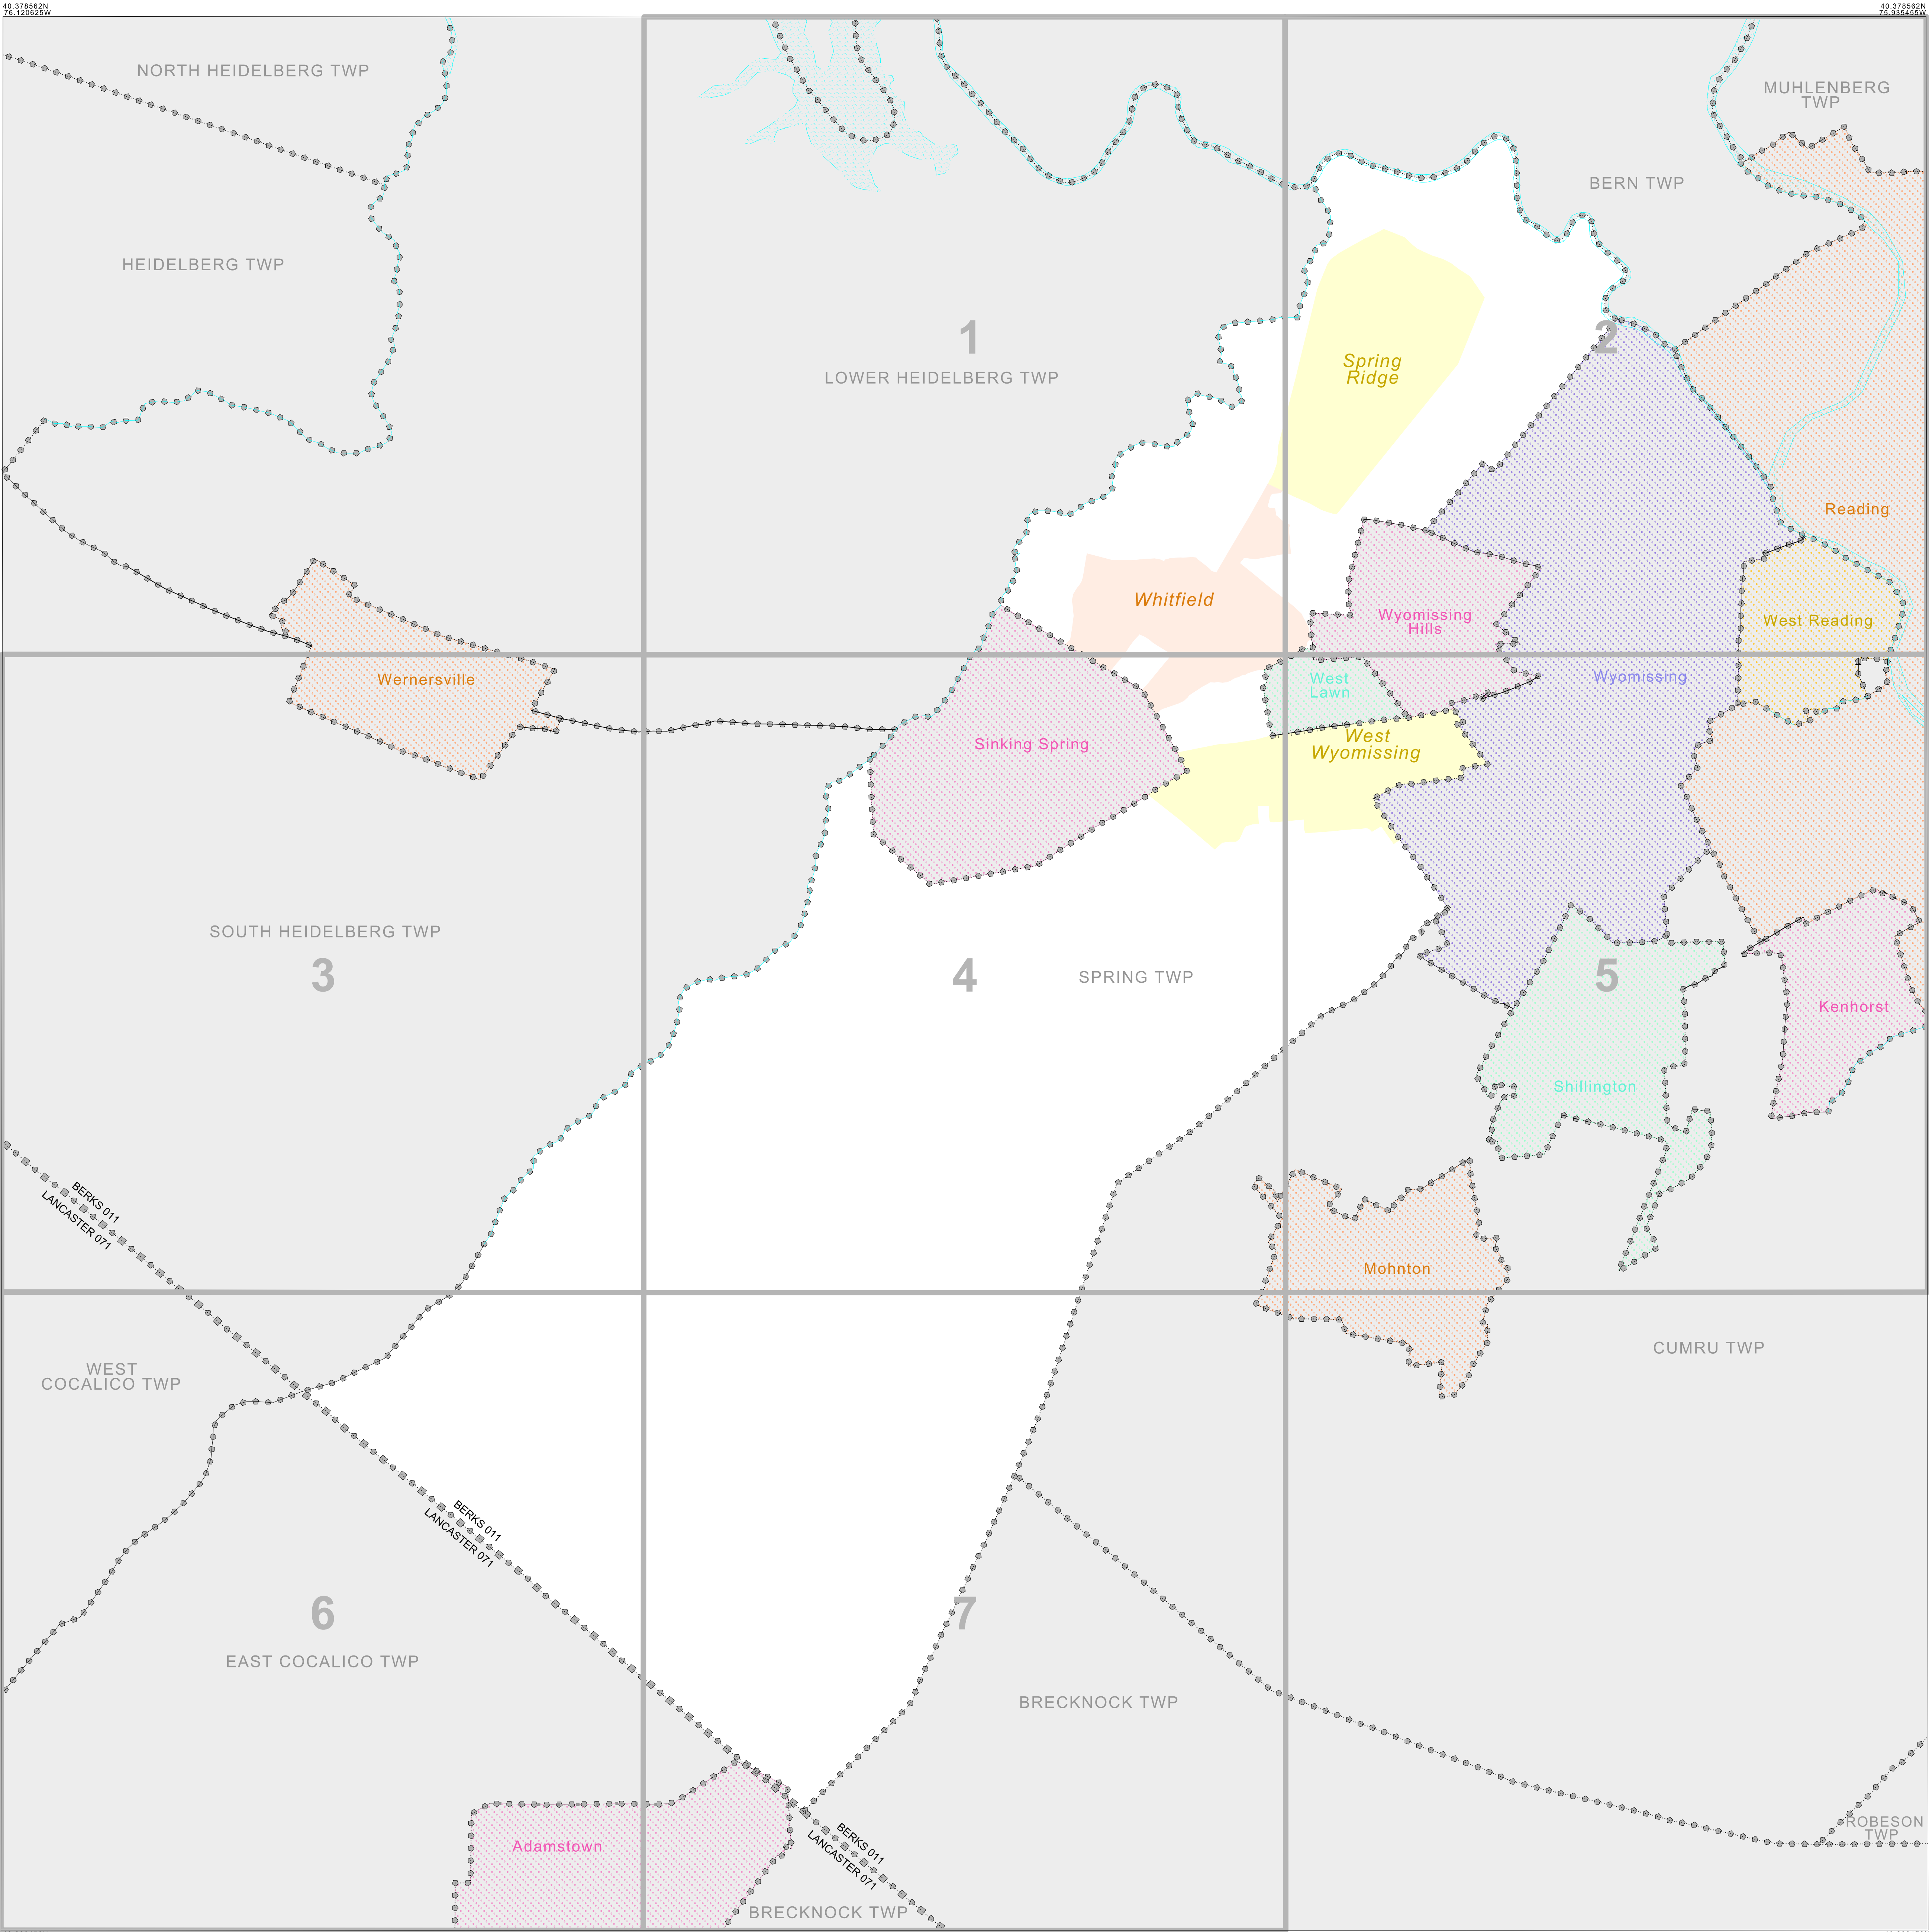 40.378562N
76.120625W
40.378562N
75.935455W
NORTH HEIDELBERG TWP
MUHLENBERG
TWP
BERN TWP
HEIDELBERG TWP
1
2
LOWER HEIDELBERG TWP
Spring
Ridge
Reading
Whitfield
Wyomissing
Hills
West Reading
Wernersville
West
Lawn
Wyomissing
Sinking Spring
West
Wyomissing
SOUTH HEIDELBERG TWP
3
4
SPRING TWP
5
Kenhorst
Shillington
BERKS 011
LANCASTER 071
Mohnton
CUMRU TWP
WEST
COCALICO TWP
BERKS 011
LANCASTER 071
6
7
EAST COCALICO TWP
BRECKNOCK TWP
ROBESON
TWP
Adamstown
BERKS 011
LANCASTER 071
BRECKNOCK TWP